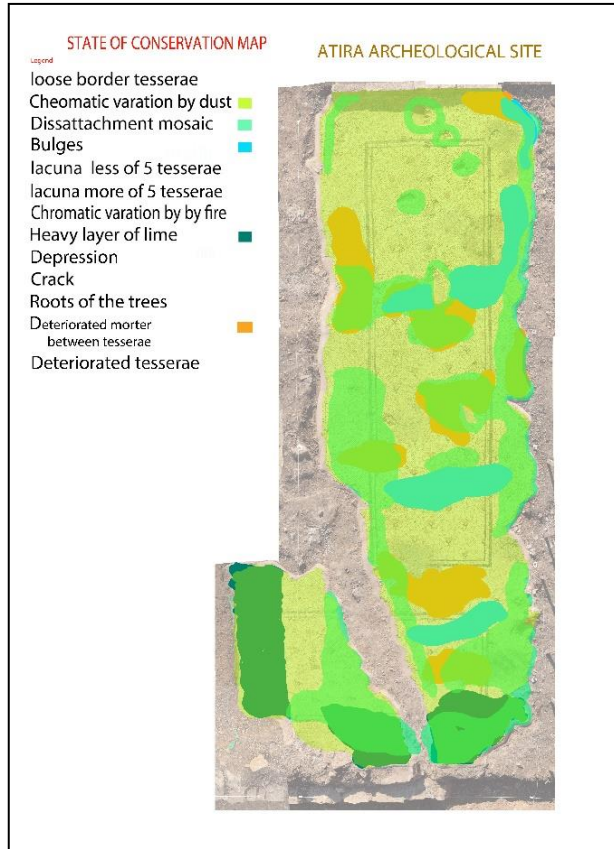 STATE OF CONSERVATION MAP
ATIRA ARCHEOLOGICAL SITE
Legend
loose border tesserae
Cheomatic varation by dust
Dissattachment mosaic
Bulges
lacuna less of 5 tesserae
lacuna more of 5 tesserae
Chromatic variation by by fire
Heavy layer of lime
Depression
Crack
Roots of the trees
Deteriorated morter
between tesserae
Deteriorated tesserae